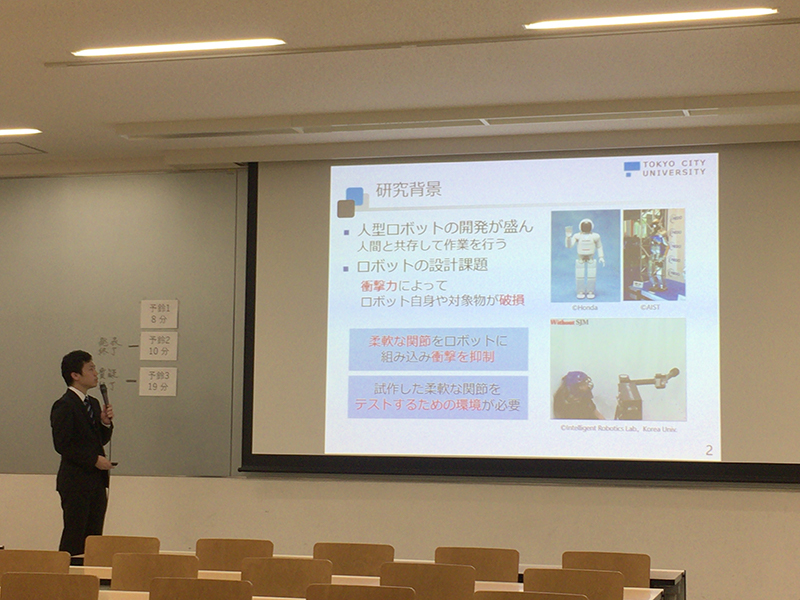 TOKYO CITY
UNIVERSITY
研究背景
人型ロボットの開発が盛ん
人間と共存して作業を行う
ロボットの設計課題
衝撃力によって
ロボット自身や対象物が破損
©Honda
©AIST
Without SJM
柔軟な関節をロボットに
組み込み衝撃を抑制
試作した柔軟な関節を
テストするための環境が必要
©Intelligent Robotics Lab, Korea Univ.
2
予鈴1
8分
発表
終了
予鈴2
10分
予鈴3
19分